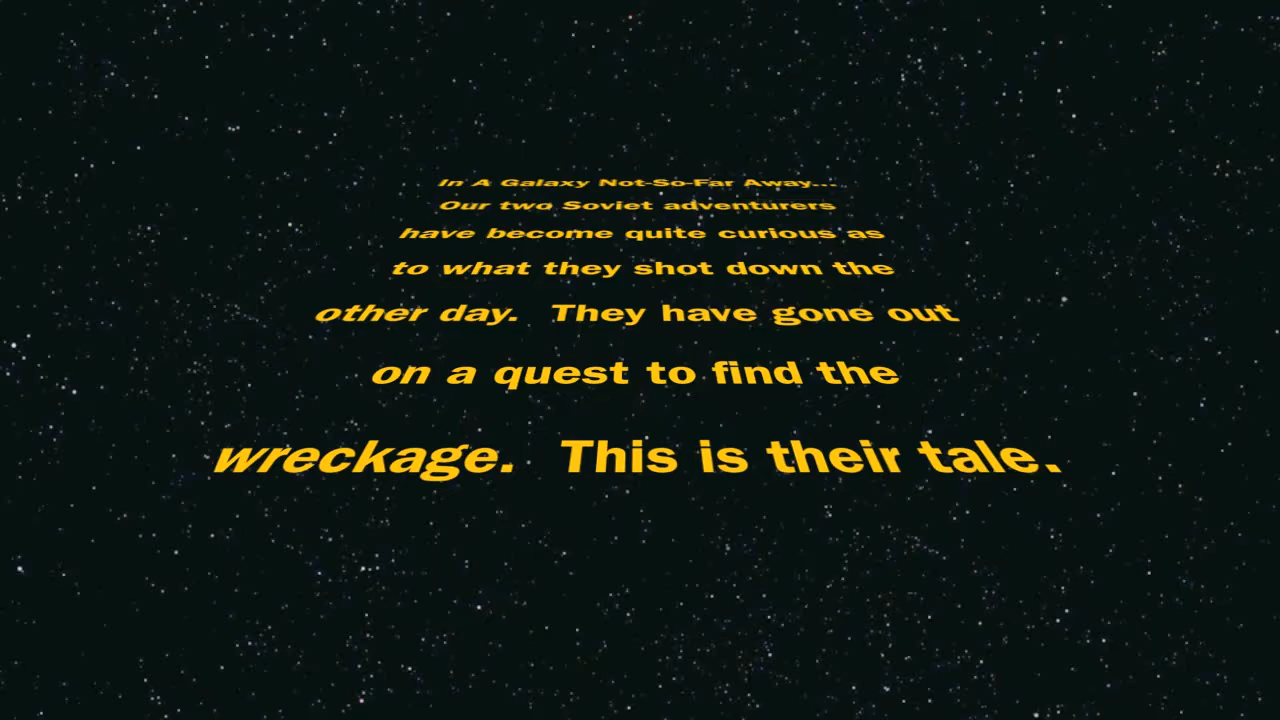 In A Galaxy Not-So-Far Away...
Our two Soviet adventurers
have become quite curious as
to what they shot down the
other day.  They have gone out
on a quest to find the
wreckage.  This is their tale.